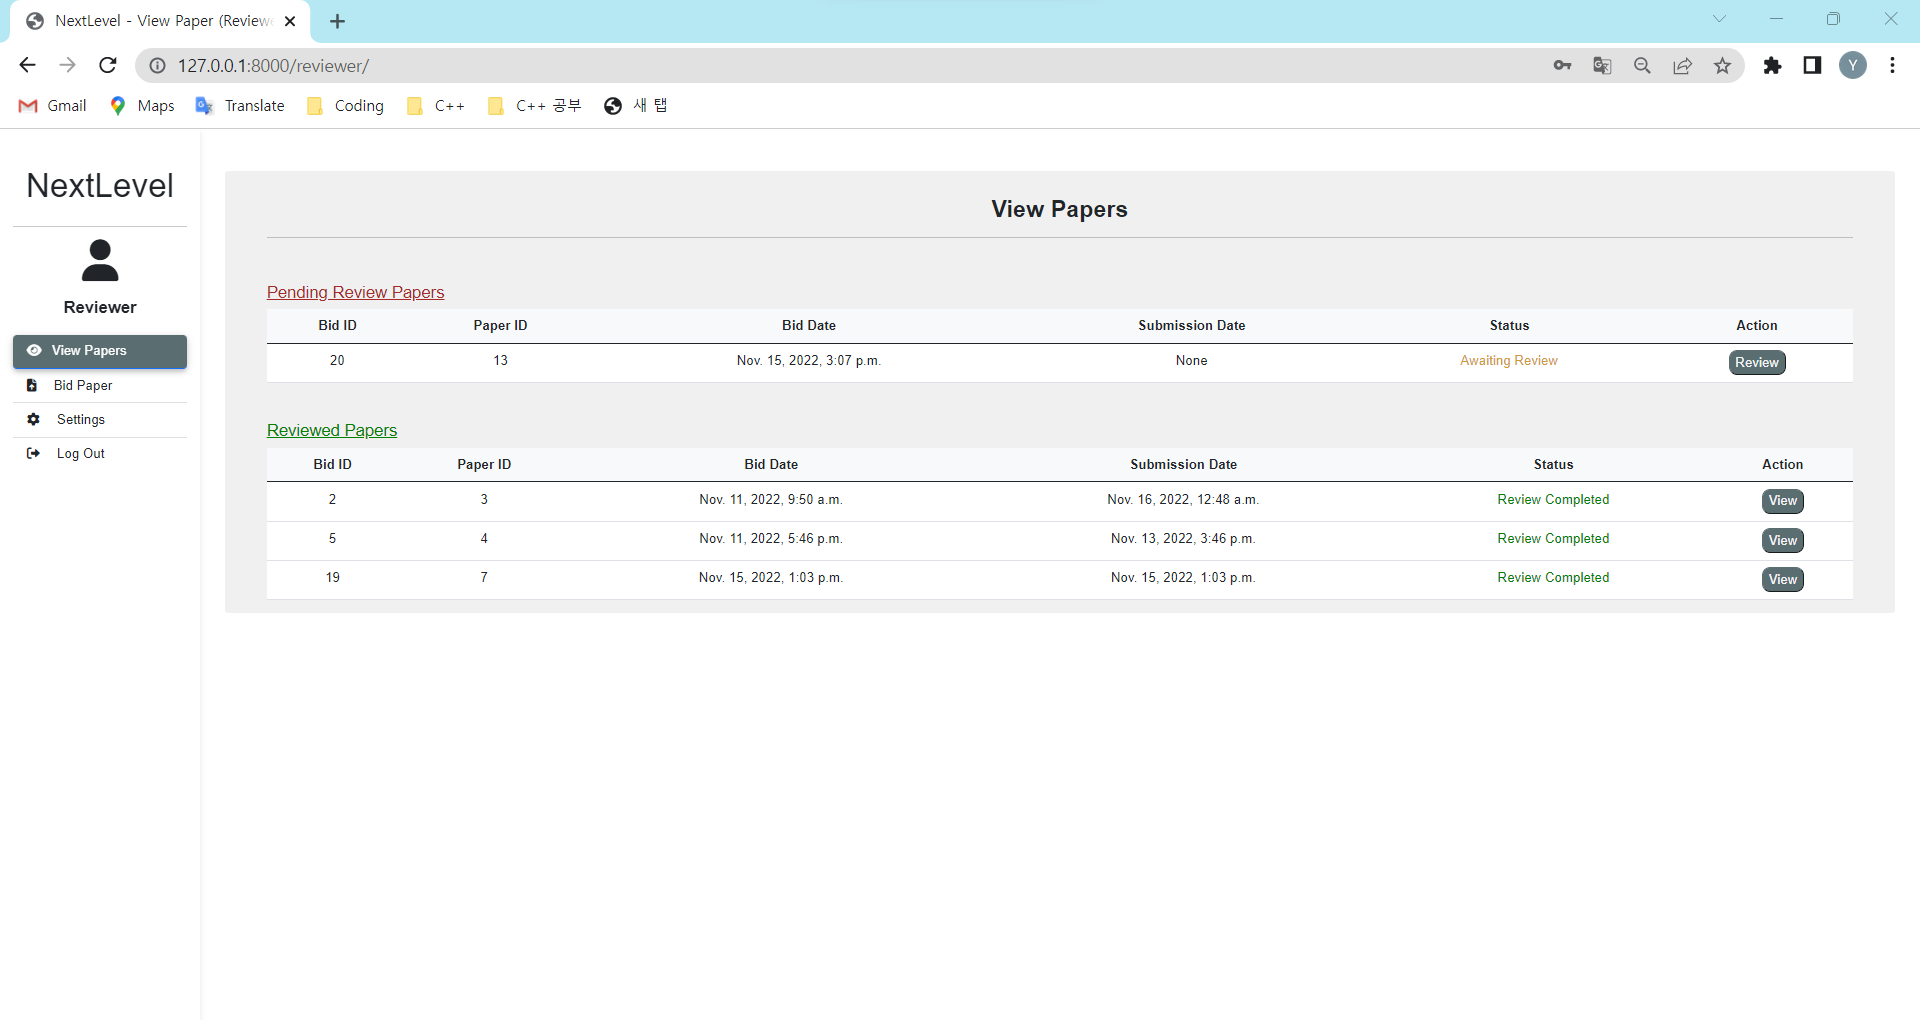 NextLevel - View Paper (Review
127.0.0.1:8000/reviewer/
Y
Gmail Maps Translate Coding C++ C++ 공부 새 탭
NextLevel
Reviewer
View Papers
Bid Paper
Settings
Log Out
View Papers
Pending Review Papers
Bid ID Paper ID Bid Date Submission Date Status Action
20 13 Nov. 15, 2022, 3:07 p.m. None Awaiting Review Review
Reviewed Papers
Bid ID Paper ID Bid Date Submission Date Status Action
2 3 Nov. 11, 2022, 9:50 a.m. Nov. 16, 2022, 12:48 a.m. Review Completed View
5 4 Nov. 11, 2022, 5:46 p.m. Nov. 13, 2022, 3:46 p.m. Review Completed View
19 7 Nov. 15, 2022, 1:03 p.m. Nov. 15, 2022, 1:03 p.m. Review Completed View